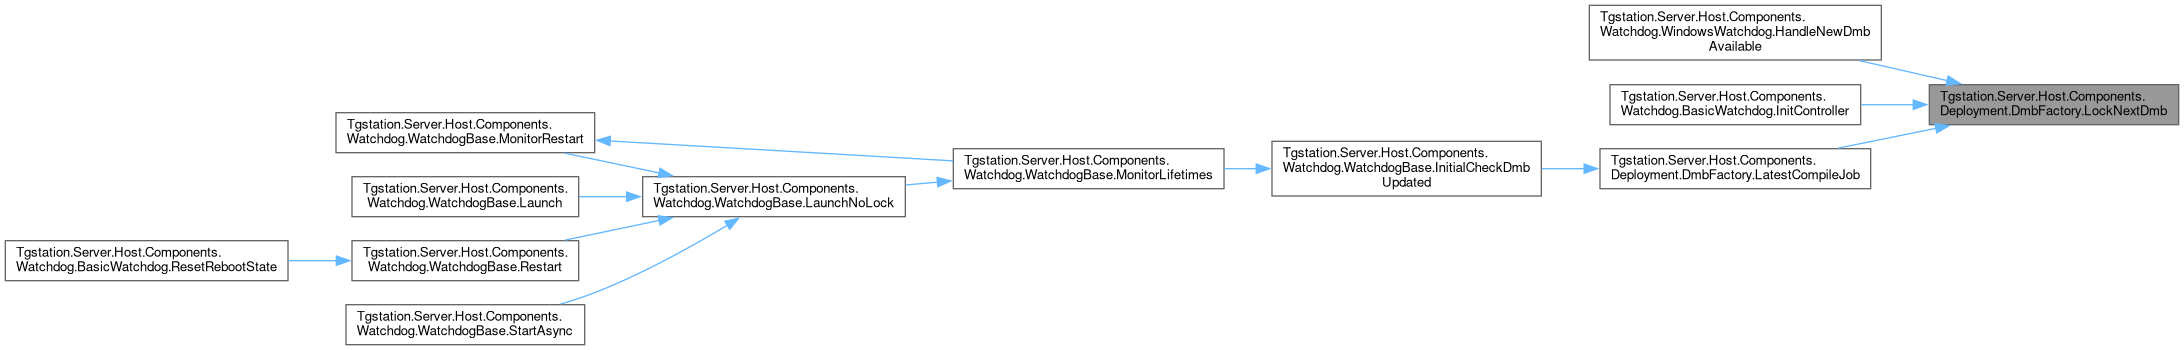 Tgstation.Server.Host.Components.
Watchdog.WindowsWatchdog.HandleNewDmb
Available
Tgstation.Server.Host.Components.
Watchdog.BasicWatchdog.InitController
Tgstation.Server.Host.Components.
Deployment.DmbFactory.LockNextDmb
Tgstation.Server.Host.Components.
Watchdog.WatchdogBase.MonitorRestart
Tgstation.Server.Host.Components.
Watchdog.WatchdogBase.MonitorLifetimes
Tgstation.Server.Host.Components.
Watchdog.WatchdogBase.InitialCheckDmb
Updated
Tgstation.Server.Host.Components.
Deployment.DmbFactory.LatestCompileJob
Tgstation.Server.Host.Components.
Watchdog.WatchdogBase.Launch
Tgstation.Server.Host.Components.
Watchdog.WatchdogBase.LaunchNoLock
Tgstation.Server.Host.Components.
Watchdog.BasicWatchdog.ResetRebootState
Tgstation.Server.Host.Components.
Watchdog.WatchdogBase.Restart
Tgstation.Server.Host.Components.
Watchdog.WatchdogBase.StartAsync